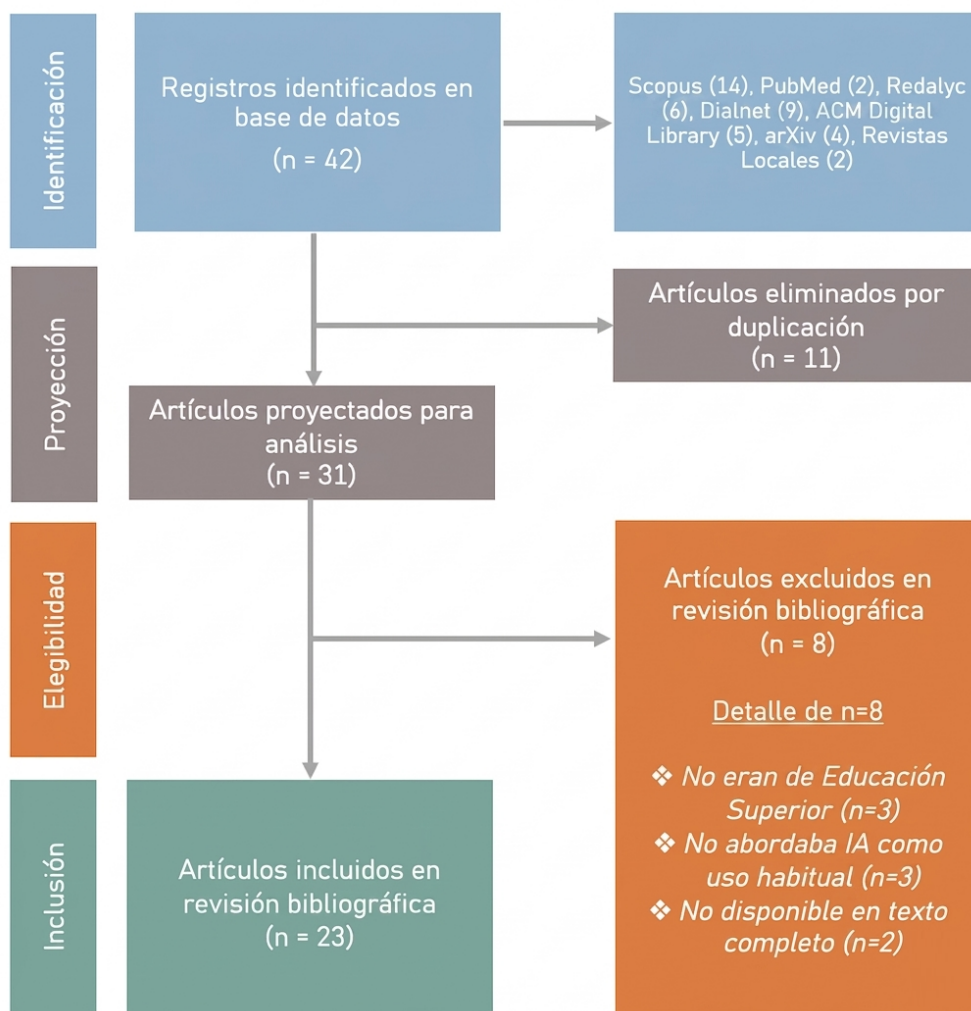 Identificación
Registros identificados en
base de datos
(n = 42)
Scopus (14), PubMed (2), Redalyc
(6), Dialnet (9), ACM Digital
Library (5), arXiv (4), Revistas
Locales (2)
Proyección
Artículos eliminados por
duplicación
(n = 11)
Artículos proyectados para
análisis
(n = 31)
Elegibilidad
Artículos excluidos en
revisión bibliográfica
(n = 8)
Detalle de n=8
❖ No eran de Educación
Superior (n=3)
❖ No abordaba IA como
uso habitual (n=3)
❖ No disponible en texto
completo (n=2)
Inclusión
Artículos incluidos en
revisión bibliográfica
(n = 23)